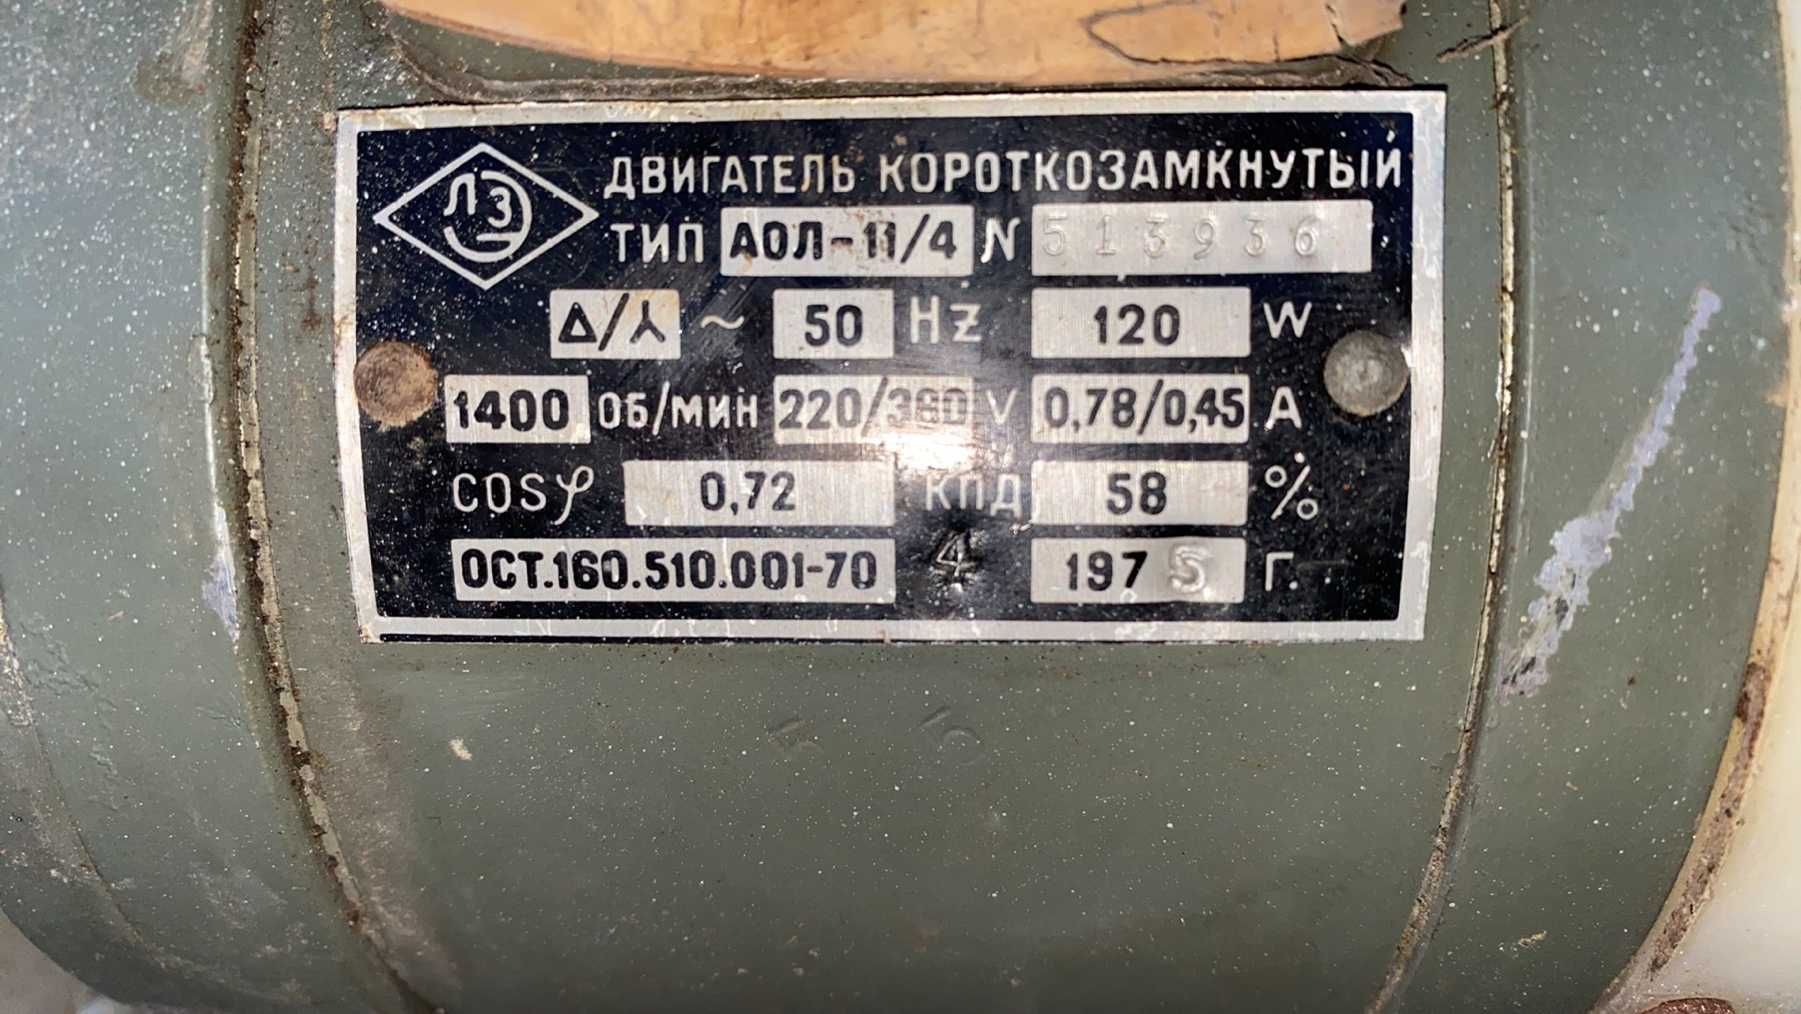 ЛЭЗ
ДВИГАТЕЛЬ КОРОТКОЗАМКНУТЫЙ
ТИП АОЛ-11/4 N 513936
Δ/⅄ ~ 50 Hz 120 W
1400 ОБ/МИН 220/380 V 0,78/0,45 А
COSφ 0,72 КПД 58 %
ОСТ.160.510.001-70 4 1975 Г.